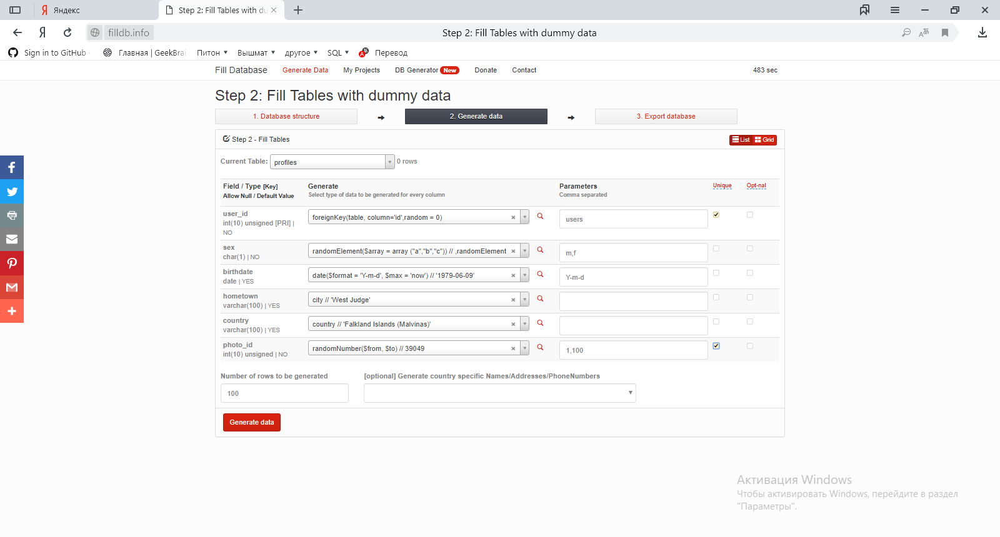 Яндекс
Step 2: Fill Tables with du
filldb.info
Step 2: Fill Tables with dummy data
Sign in to GitHub
Главная | GeekBrai
Питон
Вышмат
другое
SQL
Перевод
Fill Database
Generate Data
My Projects
DB Generator New
Donate
Contact
483 sec
Step 2: Fill Tables with dummy data
1. Database structure
2. Generate data
3. Export database
Step 2 - Fill Tables
List
Grid
Current Table: profiles 0 rows
Field / Type [Key]
Allow Null / Default Value
Generate
Select type of data to be generated for every column
Parameters
Comma separated
Unique
Opt-nal
user_id
int(10) unsigned [PRI] |
NO
foreignKey(table, column='id',random = 0)
users
sex
char(1) | NO
randomElement($array = array ("a","b","c")) // ,randomElement
m,f
birthdate
date | YES
date($format = 'Y-m-d', $max = 'now') // '1979-06-09'
Y-m-d
hometown
varchar(100) | YES
city // 'West Judge'
country
varchar(100) | YES
country // 'Falkland Islands (Malvinas)'
photo_id
int(10) unsigned | NO
randomNumber($from, $to) // 39049
1,100
Number of rows to be generated
100
[optional] Generate country specific Names/Addresses/PhoneNumbers
Generate data
Активация Windows
Чтобы активировать Windows, перейдите в раздел
"Параметры".